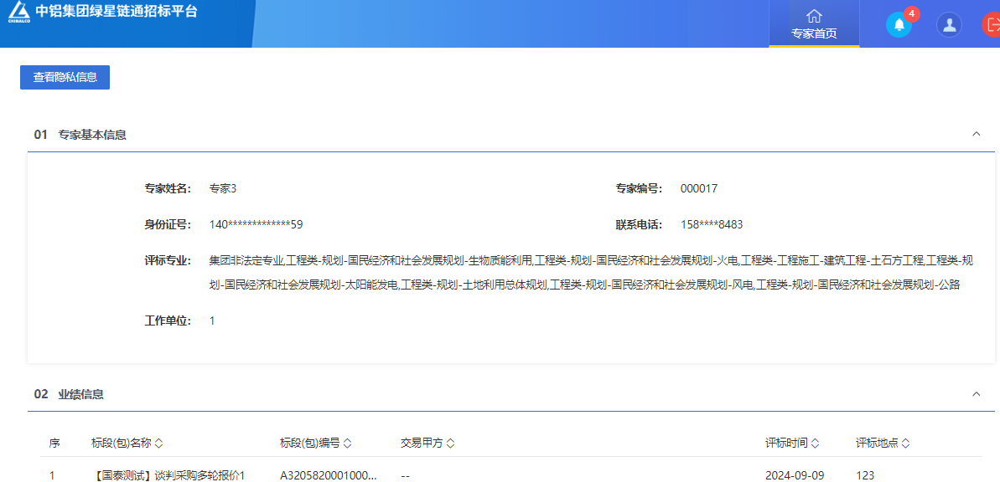 中铝集团绿星链通招标平台
CHINALCO
专家首页
4
查看隐私信息
01 专家基本信息
专家姓名： 专家3 专家编号： 000017
身份证号： 140*************59 联系电话： 158****8483
评标专业： 集团非法定专业,工程类-规划-国民经济和社会发展规划-生物质能利用,工程类-规划-国民经济和社会发展规划-火电,工程类-工程施工-建筑工程-土石方工程,工程类-规
划-国民经济和社会发展规划-太阳能发电,工程类-规划-土地利用总体规划,工程类-规划-国民经济和社会发展规划-风电,工程类-规划-国民经济和社会发展规划-公路
工作单位： 1
02 业绩信息
序 标段(包)名称 标段(包)编号 交易甲方 评标时间 评标地点
1 【国泰测试】谈判采购多轮报价1 A3205820001000... -- 2024-09-09 123